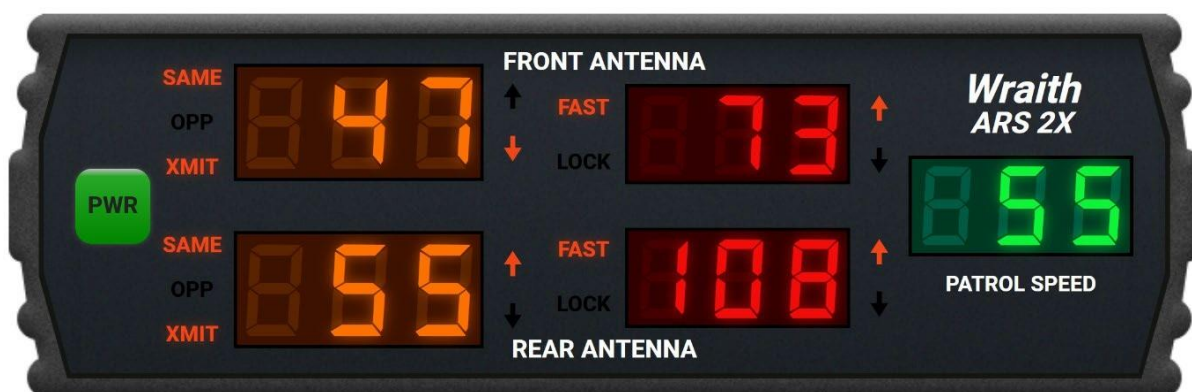 FRONT ANTENNA
SAME
OPP
XMIT
47
FAST
LOCK
73
Wraith
ARS 2X
PWR
55
PATROL SPEED
SAME
OPP
XMIT
55
FAST
LOCK
108
REAR ANTENNA